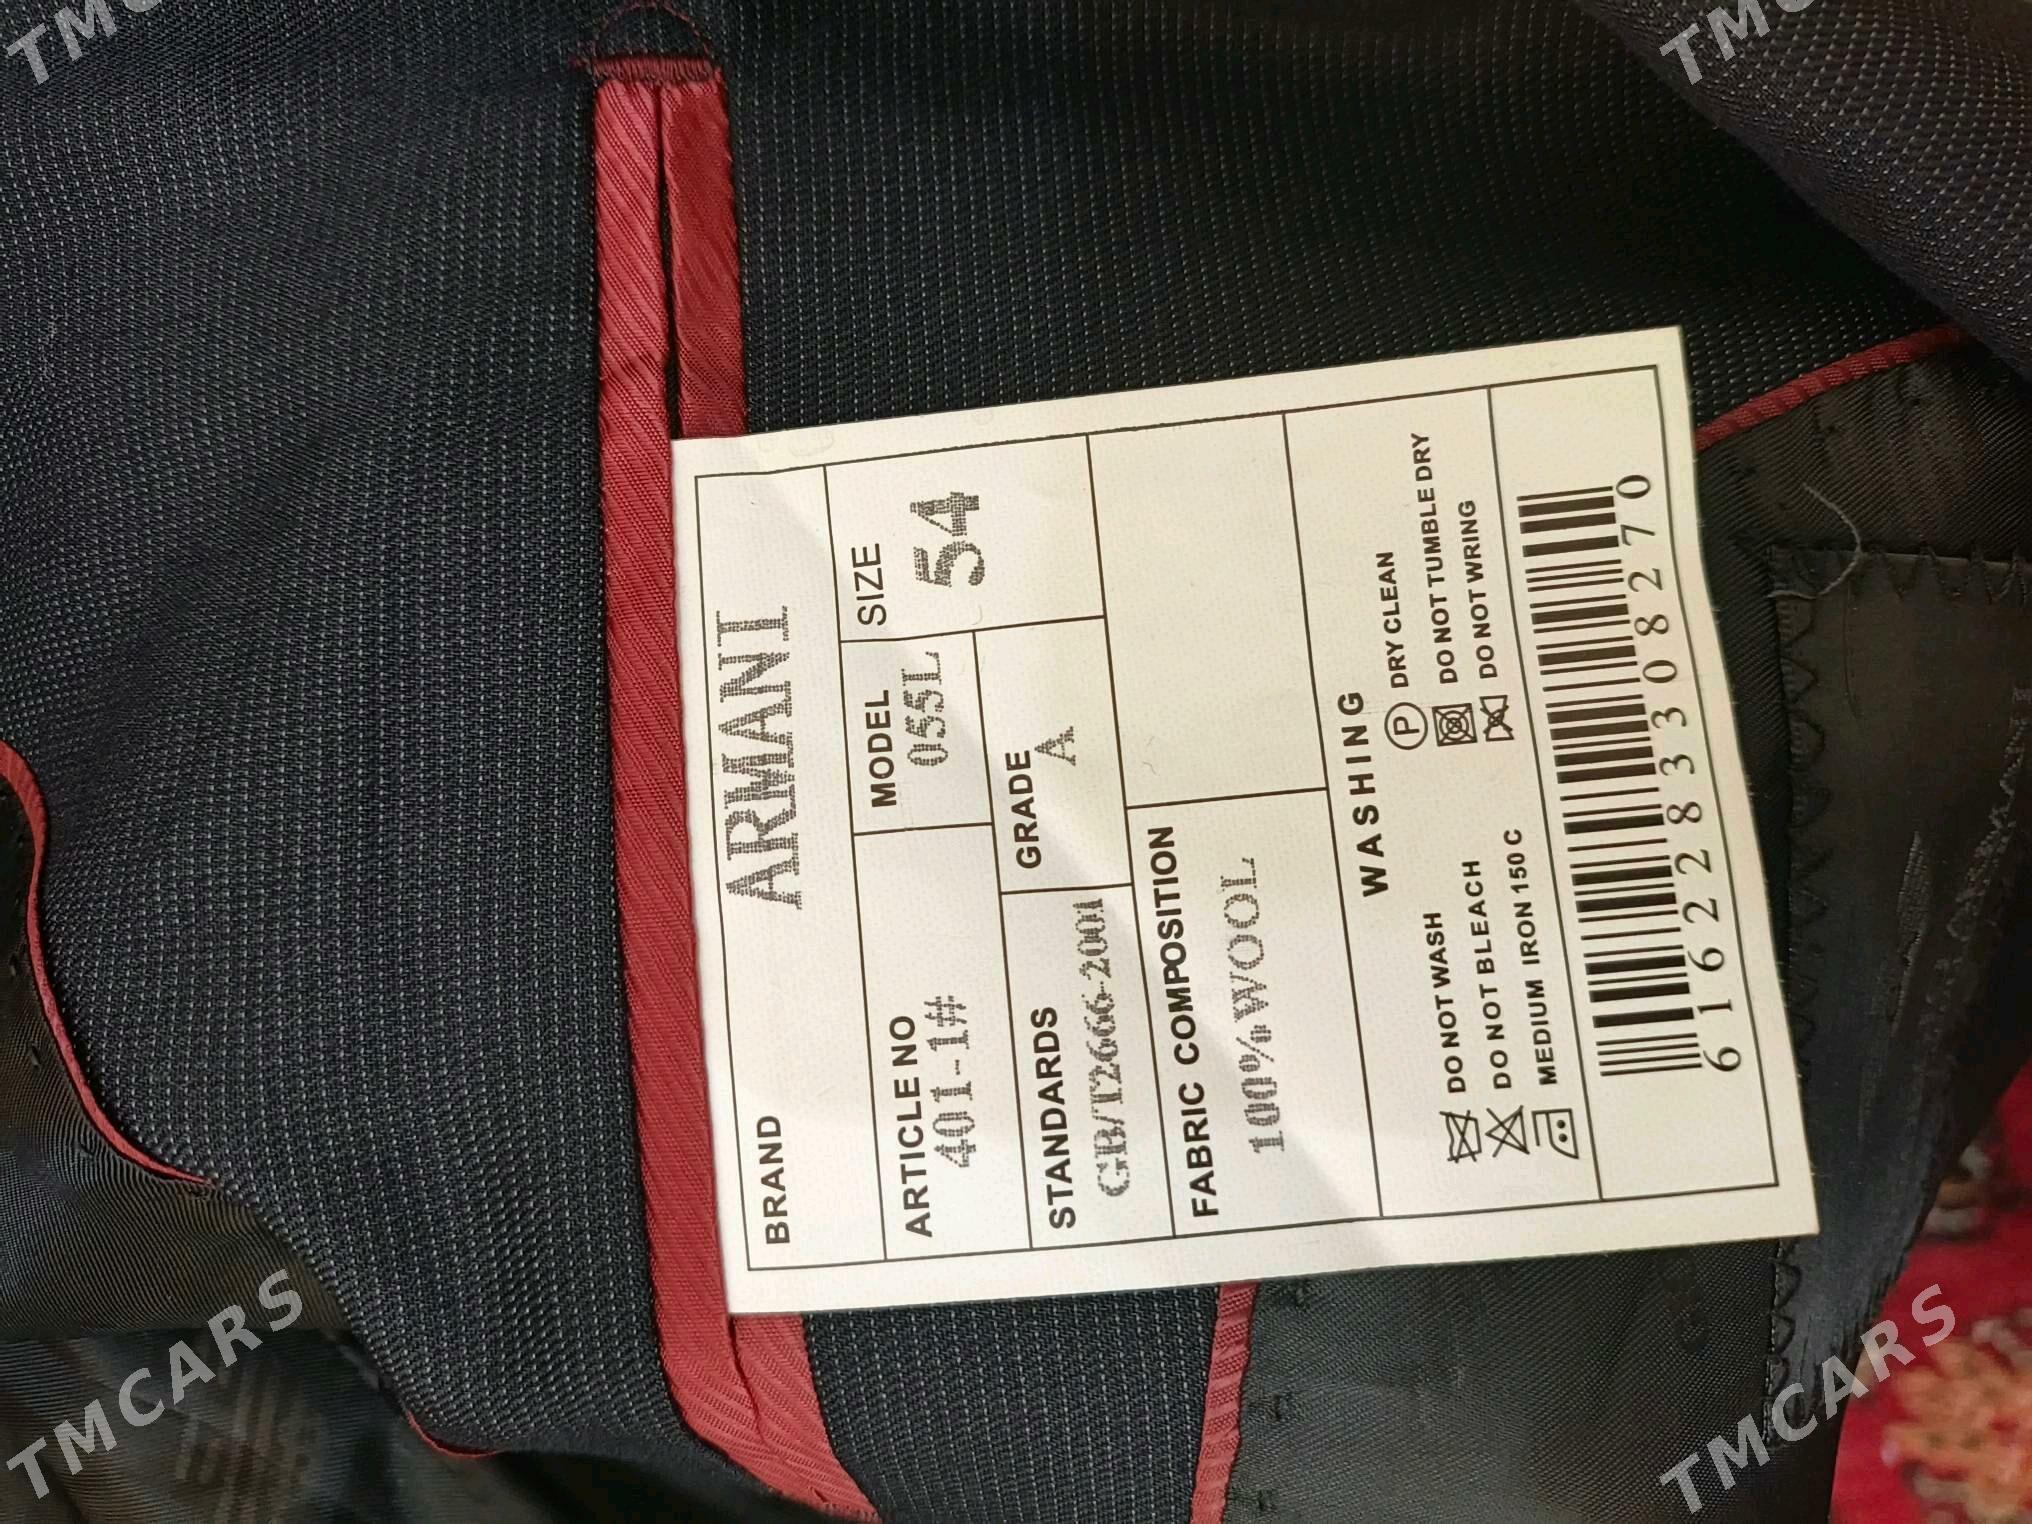 TMCARS
TMCARS
BRAND ARMANI
ARTICLE NO MODEL SIZE
401-1# 055L 54
STANDARDS GRADE
GB/T2666-2001 A
FABRIC COMPOSITION
100%WOOL
WASHING
DO NOT WASH P DRY CLEAN
DO NOT BLEACH DO NOT TUMBLE DRY
MEDIUM IRON 150 C DO NOT WRING
6162283308270
TMCARS
TMCARS